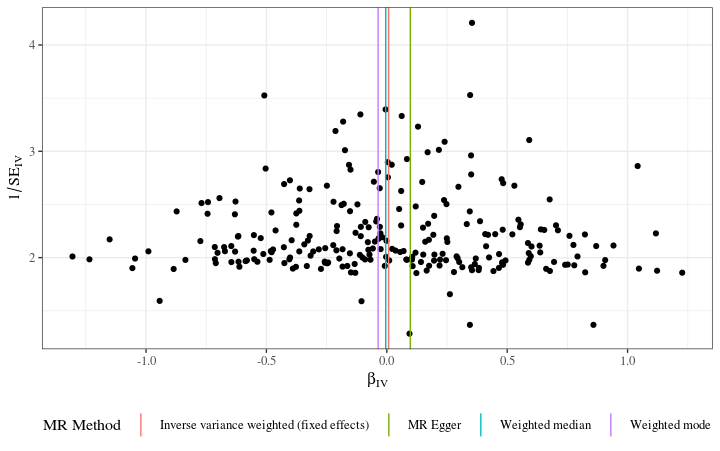 4
3
2
1/SE_IV
-1.0 -0.5 0.0 0.5 1.0
β_IV
MR Method Inverse variance weighted (fixed effects) MR Egger Weighted median Weighted mode